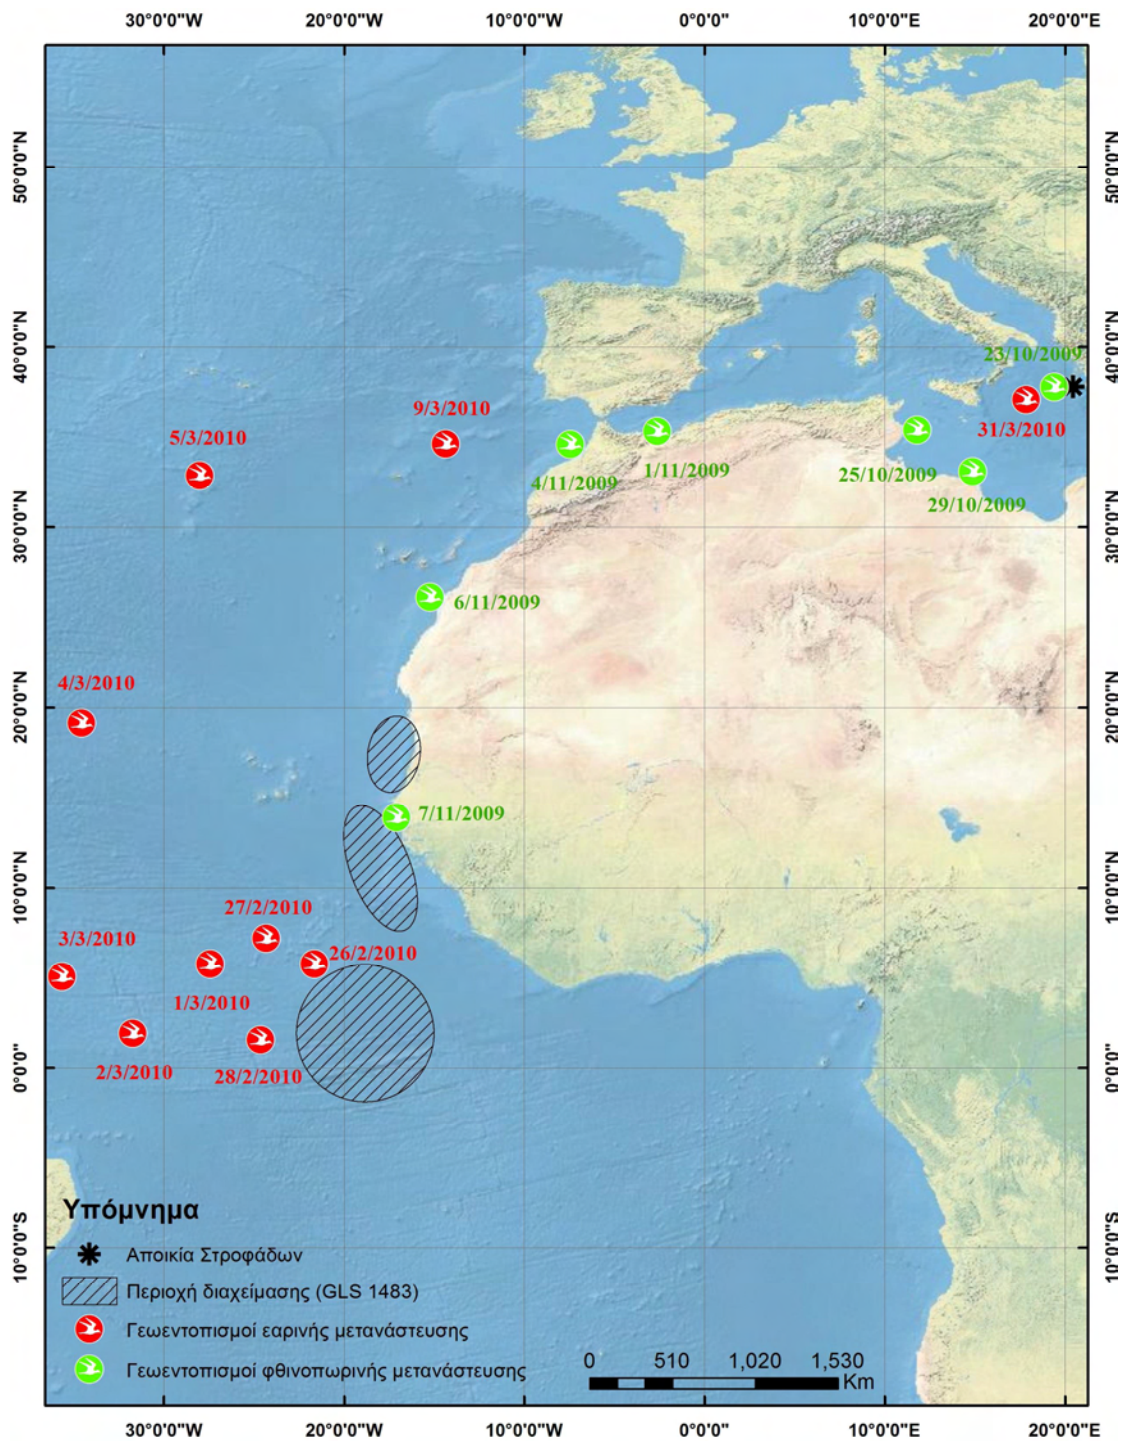 30°0'0"W 20°0'0"W 10°0'0"W 0°0'0" 10°0'0"E 20°0'0"E
50°0'0"N 50°0'0"N
40°0'0"N 40°0'0"N
23/10/2009
9/3/2010
31/3/2010
5/3/2010
1/11/2009
25/10/2009
4/11/2009
29/10/2009
30°0'0"N 30°0'0"N
6/11/2009
4/3/2010
20°0'0"N 20°0'0"N
7/11/2009
10°0'0"N 10°0'0"N
27/2/2010
3/3/2010
26/2/2010
1/3/2010
2/3/2010
28/2/2010
0°0'0" 0°0'0"
10°0'0"S 10°0'0"S
Υπόμνημα
Αποικία Στροφάδων
Περιοχή διαχείμασης (GLS 1483)
Γεωεντοπισμοί εαρινής μετανάστευσης
Γεωεντοπισμοί φθινοπωρινής μετανάστευσης
0 510 1,020 1,530
Km
30°0'0"W 20°0'0"W 10°0'0"W 0°0'0" 10°0'0"E 20°0'0"E